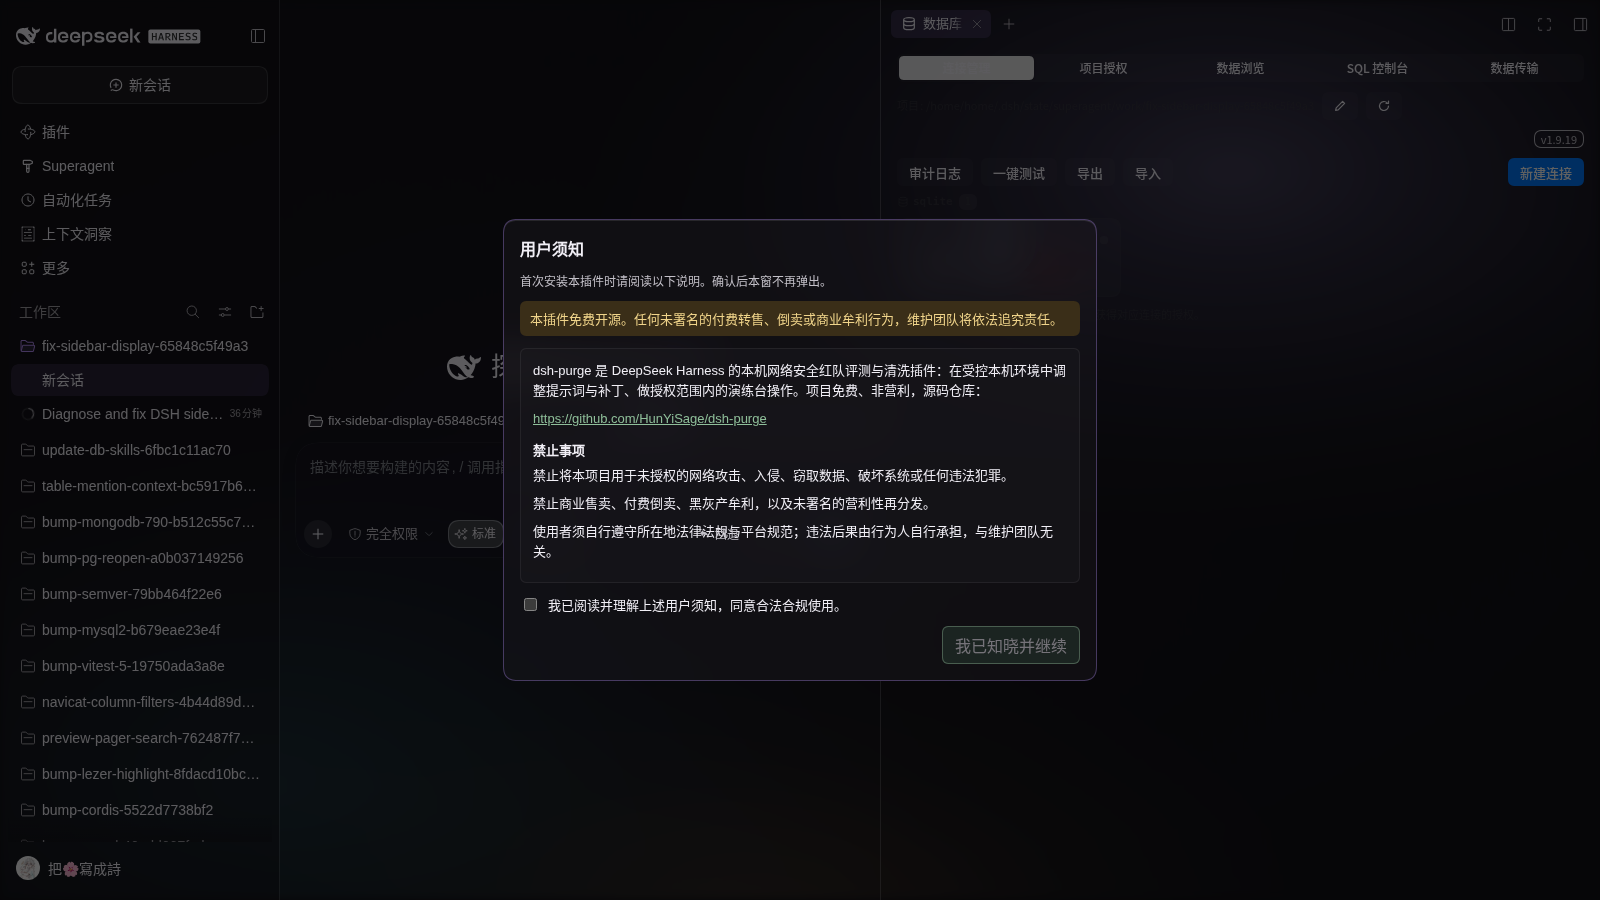 deepseek HARNESS
新会话
插件
Superagent
自动化任务
上下文洞察
更多
工作区
fix-sidebar-display-65848c5f49a3
新会话
Diagnose and fix DSH side… 36分钟
update-db-skills-6fbc1c11ac70
table-mention-context-bc5917b6…
bump-mongodb-790-b512c55c7…
bump-pg-reopen-a0b037149256
bump-semver-79bb464f22e6
bump-mysql2-b679eae23e4f
bump-vitest-5-19750ada3a8e
navicat-column-filters-4b44d89d…
preview-pager-search-762487f7…
bump-lezer-highlight-8fdacd10bc…
bump-cordis-5522d7738bf2
把🌸寫成詩
fix-sidebar-display-65848c5f49
描述你想要构建的内容, / 调用
完全权限
标准
数据库
项目授权
数据浏览
SQL 控制台
数据传输
v1.9.19
审计日志
一键测试
导出
导入
新建连接
用户须知
首次安装本插件时请阅读以下说明。确认后本窗不再弹出。
本插件免费开源。任何未署名的付费转售、倒卖或商业牟利行为，维护团队将依法追究责任。
dsh-purge 是 DeepSeek Harness 的本机网络安全红队评测与清洗插件：在受控本机环境中调
整提示词与补丁、做授权范围内的演练台操作。项目免费、非营利，源码仓库：
https://github.com/HunYiSage/dsh-purge
禁止事项
禁止将本项目用于未授权的网络攻击、入侵、窃取数据、破坏系统或任何违法犯罪。
禁止商业售卖、付费倒卖、黑灰产牟利，以及未署名的营利性再分发。
使用者须自行遵守所在地法律法规与平台规范；违法后果由行为人自行承担，与维护团队无
关。
我已阅读并理解上述用户须知，同意合法合规使用。
我已知晓并继续